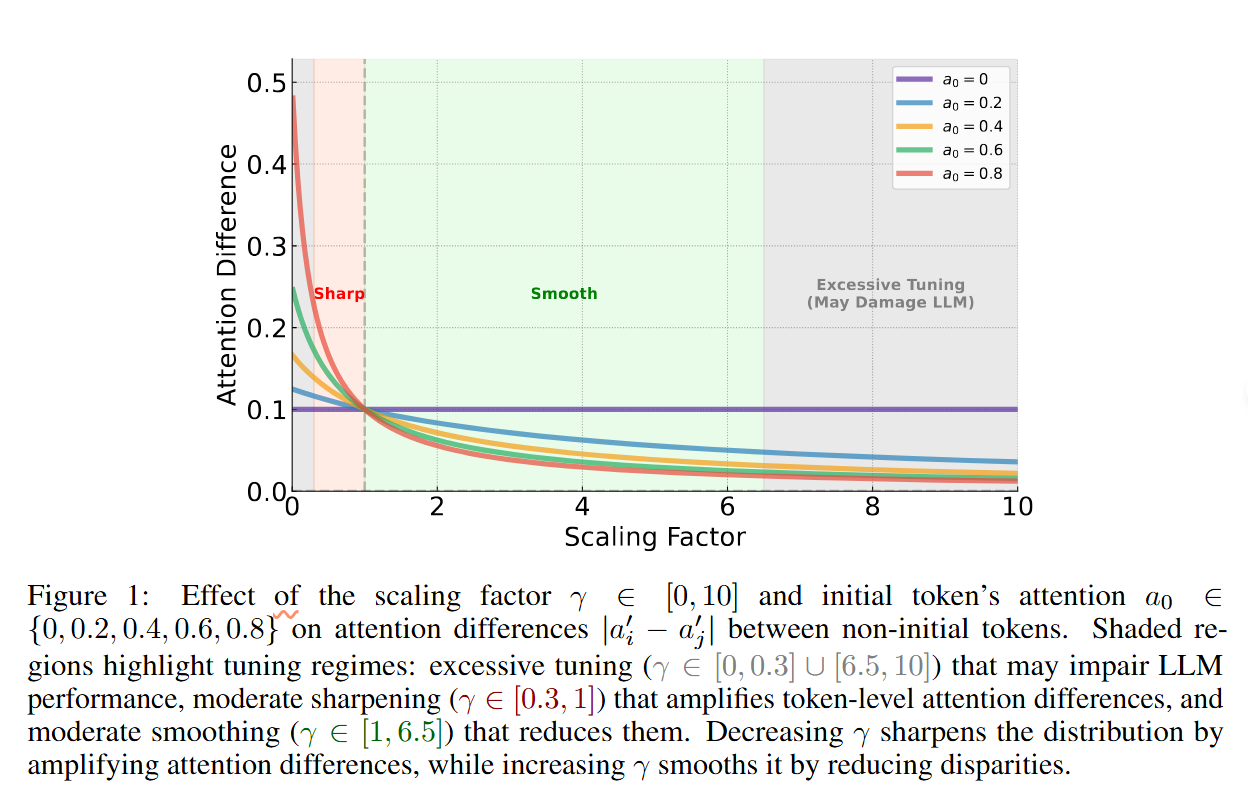 0.5
0.4
0.3
0.2
0.1
0.0
Attention Difference
0 2 4 6 8 10
Scaling Factor
Sharp
Smooth
Excessive Tuning
(May Damage LLM)
a₀ = 0
a₀ = 0.2
a₀ = 0.4
a₀ = 0.6
a₀ = 0.8
Figure 1: Effect of the scaling factor γ ∈ [0, 10] and initial token's attention a₀ ∈
{0, 0.2, 0.4, 0.6, 0.8} on attention differences |a′ᵢ − a′ⱼ| between non-initial tokens. Shaded re-
gions highlight tuning regimes: excessive tuning (γ ∈ [0, 0.3] ∪ [6.5, 10]) that may impair LLM
performance, moderate sharpening (γ ∈ [0.3, 1]) that amplifies token-level attention differences, and
moderate smoothing (γ ∈ [1, 6.5]) that reduces them. Decreasing γ sharpens the distribution by
amplifying attention differences, while increasing γ smooths it by reducing disparities.